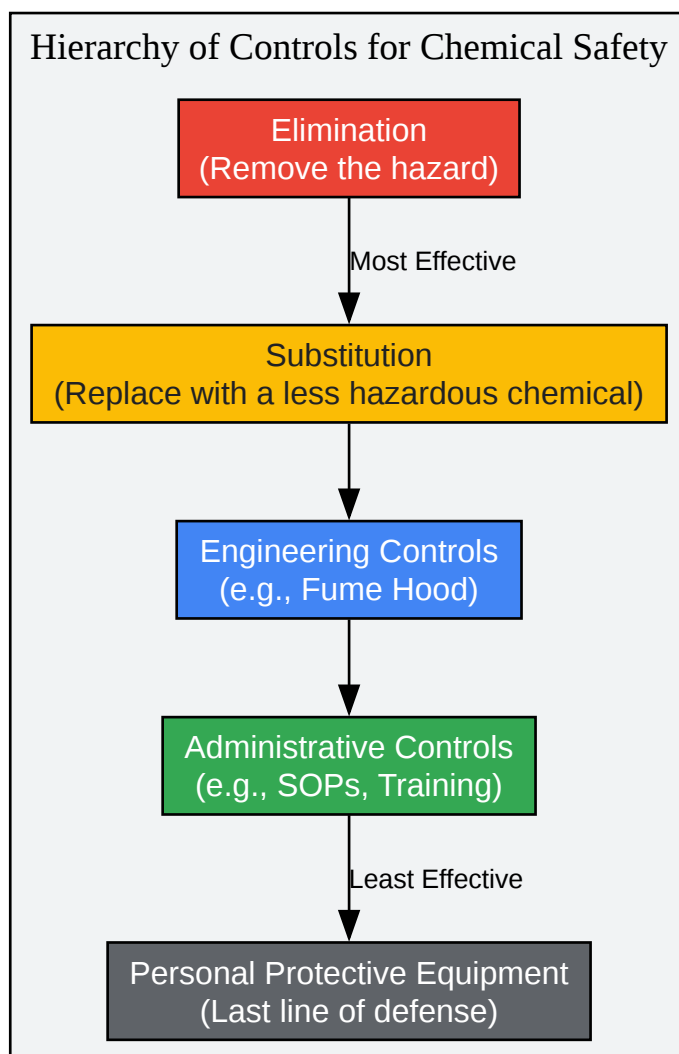 Hierarchy of Controls for Chemical Safety
Elimination
(Remove the hazard)
Most Effective
Substitution
(Replace with a less hazardous chemical)
Engineering Controls
(e.g., Fume Hood)
Administrative Controls
(e.g., SOPs, Training)
Least Effective
Personal Protective Equipment
(Last line of defense)